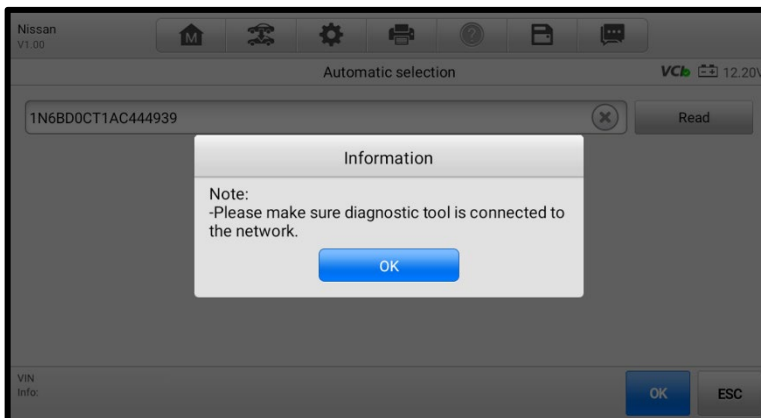 Nissan
V1.00
M
Automatic selection
VCI 12.20V
1N6BD0CT1AC444939
Read
Information
Note:
-Please make sure diagnostic tool is connected to
the network.
OK
VIN
Info:
OK
ESC